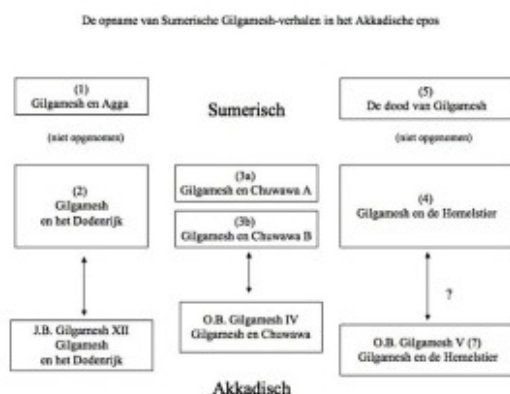 De opname van Sumerische Gilgamesh-verhalen in het Akkadische epos
(1)
Gilgamesh en Agga
(5)
De dood van Gilgamesh
Sumerisch
(niet opgenomen)
(niet opgenomen)
(2)
Gilgamesh
en het Dodenrijk
(3a)
Gilgamesh en Chuwawa A
(3b)
Gilgamesh en Chuwawa B
(4)
Gilgamesh en de Hemelstier
?
J.B. Gilgamesh XII
Gilgamesh
en het Dodenrijk
O.B. Gilgamesh IV
Gilgamesh en Chuwawa
O.B. Gilgamesh V (?)
Gilgamesh en de Hemelstier
Akkadisch